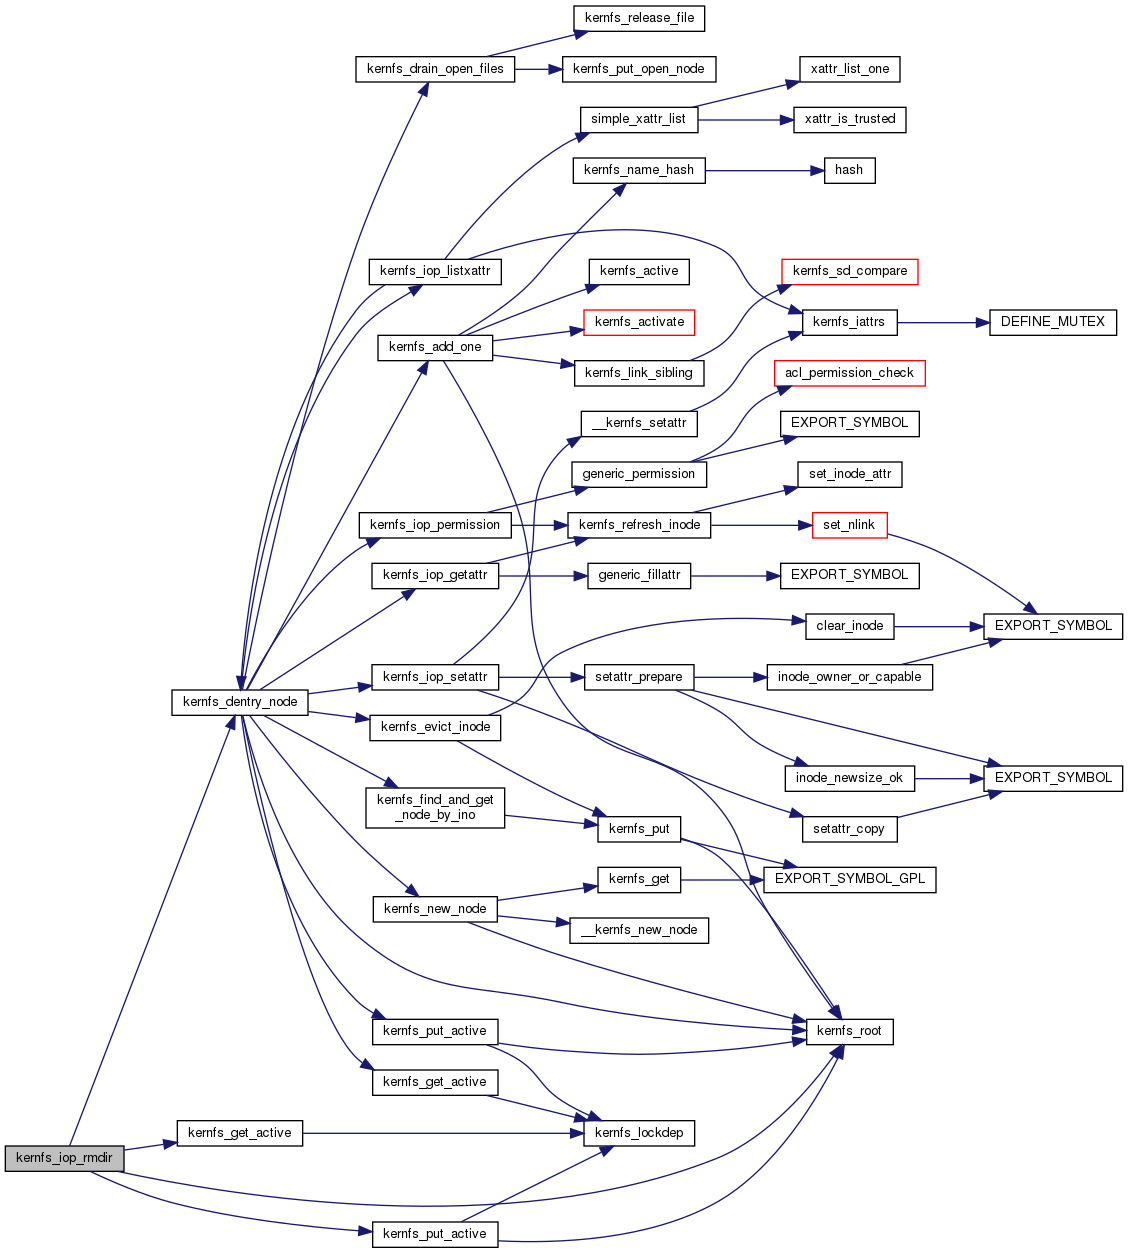 kernfs_release_file
kernfs_drain_open_files
kernfs_put_open_node
xattr_list_one
simple_xattr_list
xattr_is_trusted
kernfs_name_hash
hash
kernfs_iop_listxattr
kernfs_active
kernfs_sd_compare
kernfs_activate
kernfs_iattrs
DEFINE_MUTEX
kernfs_add_one
kernfs_link_sibling
acl_permission_check
__kernfs_setattr
EXPORT_SYMBOL
generic_permission
set_inode_attr
kernfs_iop_permission
kernfs_refresh_inode
set_nlink
kernfs_iop_getattr
generic_fillattr
EXPORT_SYMBOL
clear_inode
EXPORT_SYMBOL
kernfs_iop_setattr
setattr_prepare
inode_owner_or_capable
kernfs_dentry_node
kernfs_evict_inode
inode_newsize_ok
EXPORT_SYMBOL
kernfs_find_and_get
_node_by_ino
kernfs_put
setattr_copy
kernfs_get
EXPORT_SYMBOL_GPL
kernfs_new_node
__kernfs_new_node
kernfs_put_active
kernfs_root
kernfs_get_active
kernfs_get_active
kernfs_lockdep
kernfs_iop_rmdir
kernfs_put_active